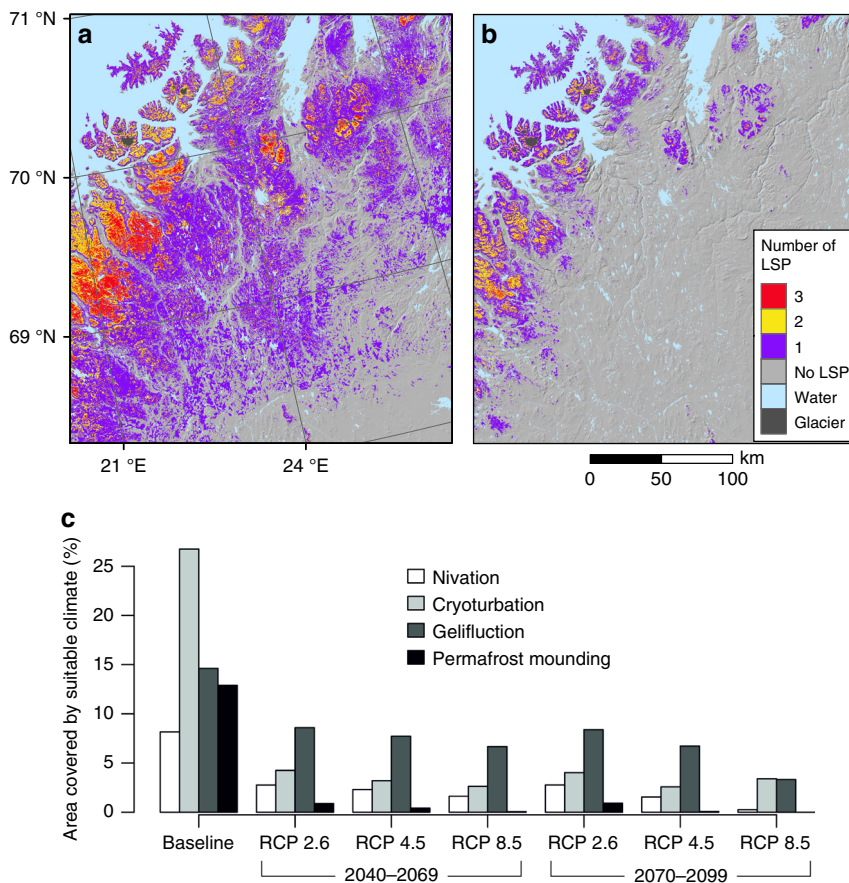 71 °N
70 °N
69 °N
a
b
21 °E
24 °E
Number of
LSP
3
2
1
No LSP
Water
Glacier
km
0 50 100
c
Area covered by suitable climate (%)
25
20
15
10
5
0
Nivation
Cryoturbation
Gelifluction
Permafrost mounding
Baseline RCP 2.6 RCP 4.5 RCP 8.5 RCP 2.6 RCP 4.5 RCP 8.5
2040–2069 2070–2099